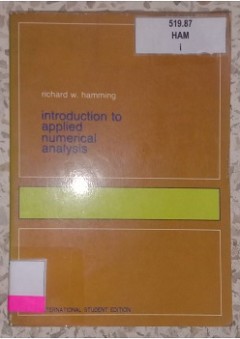 519.87
HAM
i
richard w. hamming
introduction to
applied
numerical
analysis
INTERNATIONAL STUDENT EDITION